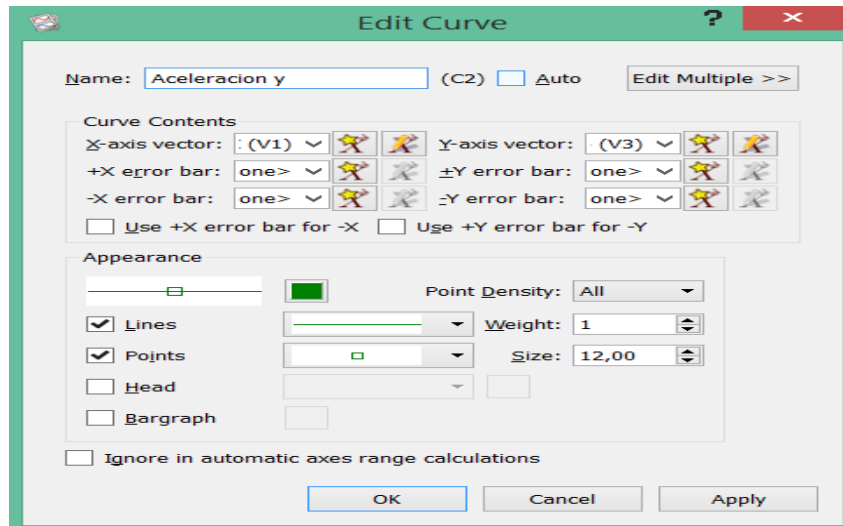 Edit Curve ? ×
Name: Aceleracion y (C2) Auto Edit Multiple >>
Curve Contents
X-axis vector: : (V1) Y-axis vector: (V3)
+X error bar: one> +Y error bar: one>
-X error bar: one> -Y error bar: one>
Use +X error bar for -X Use +Y error bar for -Y
Appearance
Point Density: All
Lines Weight: 1
Points Size: 12,00
Head
Bargraph
Ignore in automatic axes range calculations
OK Cancel Apply